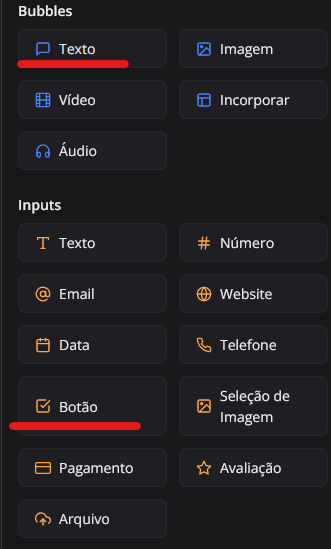 Bubbles
Texto
Imagem
Vídeo
Incorporar
Áudio
Inputs
Texto
Número
Email
Website
Data
Telefone
Botão
Seleção de
Imagem
Pagamento
Avaliação
Arquivo